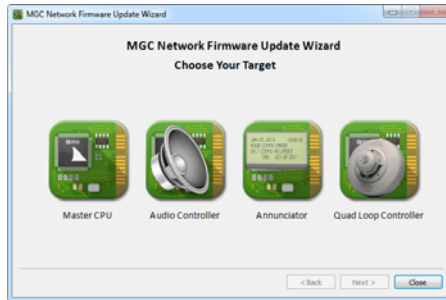 MGC Network Firmware Update Wizard
MGC Network Firmware Update Wizard
Choose Your Target
Master CPU
Audio Controller
Annunciator
Quad Loop Controller
< Back
Next >
Close